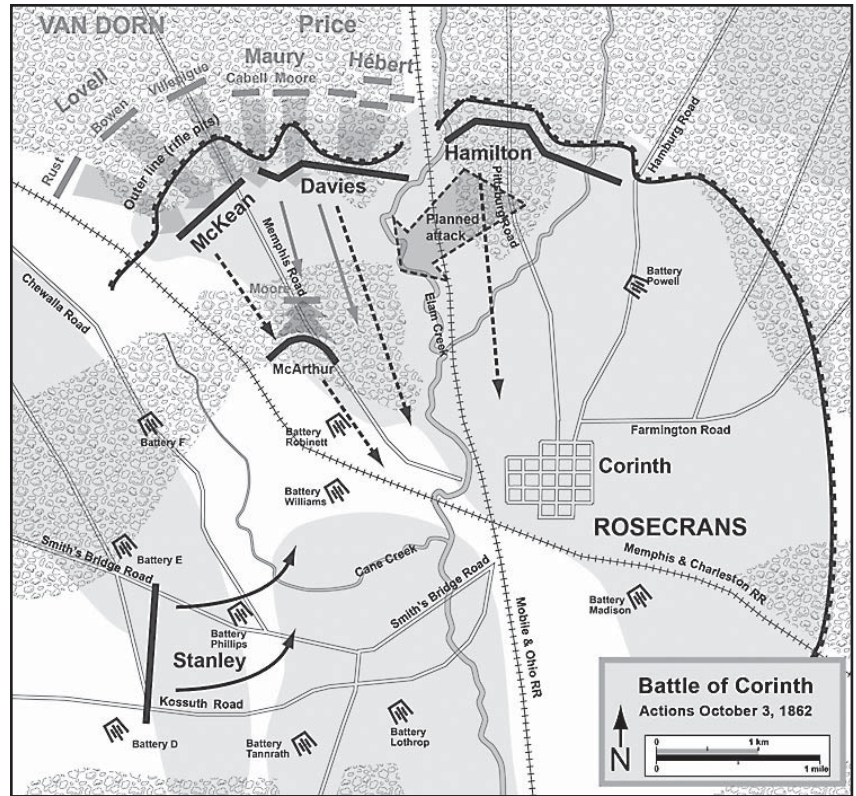 VAN DORN
Price
Maury
Hébert
Lovell
Bowen
Villepigue
Cabell Moore
Rust
Outer line (rifle pits)
Hamilton
Davies
McKean
Hamburg Road
Pittsburg Road
Planned
attack
Memphis Road
Chewalla Road
Moore
Elam Creek
Battery
Powell
McArthur
Battery F
Battery
Robinett
Farmington Road
Corinth
Battery
Williams
ROSECRANS
Battery E
Smith's Bridge Road
Cane Creek
Memphis & Charleston RR
Battery
Madison
Smith's Bridge Road
Battery
Phillips
Stanley
Mobile & Ohio RR
Kossuth Road
Battery D
Battery
Tannrath
Battery
Lothrop
Battle of Corinth
Actions October 3, 1862
N
0 1 km
0 1 mile